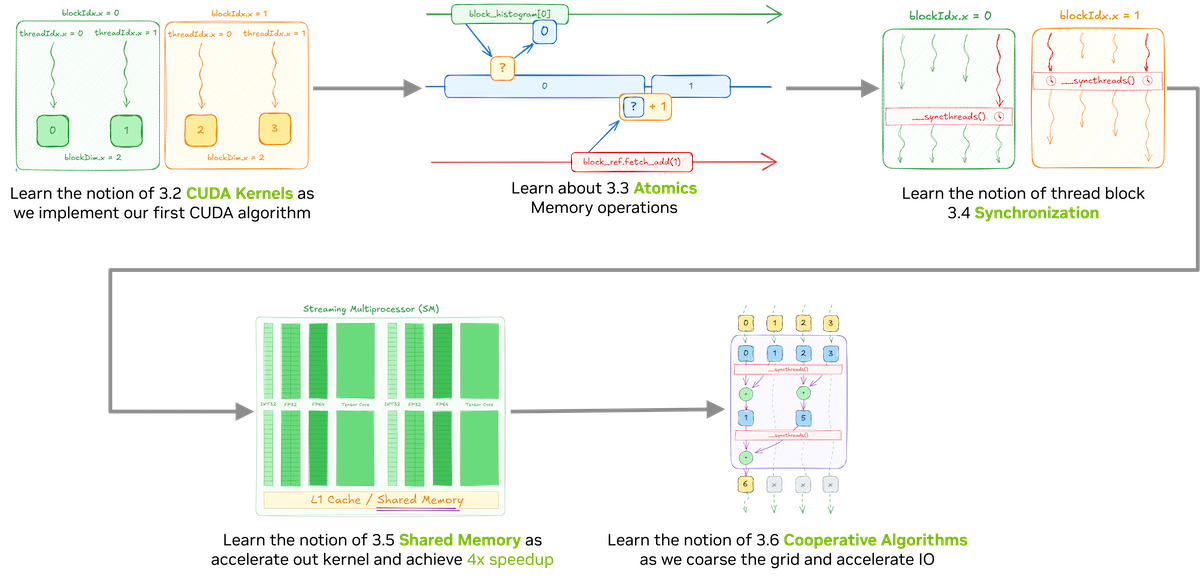 blockIdx.x = 0
blockIdx.x = 1
threadIdx.x = 0
threadIdx.x = 1
threadIdx.x = 0
threadIdx.x = 1
0
1
2
3
blockDim.x = 2
blockDim.x = 2
Learn the notion of 3.2 CUDA Kernels as
we implement our first CUDA algorithm
block_histogram[0]
0
?
0
1
? + 1
block_ref.fetch_add(1)
Learn about 3.3 Atomics
Memory operations
blockIdx.x = 0
blockIdx.x = 1
__syncthreads()
__syncthreads()
Learn the notion of thread block
3.4 Synchronization
Streaming Multiprocessor (SM)
INT32 FP32 FP64 Tensor Core INT32 FP32 FP64 Tensor Core
L1 Cache / Shared Memory
Learn the notion of 3.5 Shared Memory as
accelerate out kernel and achieve 4x speedup
0 1 2 3
0 1 2 3
__syncthreads()
+ +
1 5
__syncthreads()
+
6 x x x
Learn the notion of 3.6 Cooperative Algorithms
as we coarse the grid and accelerate IO